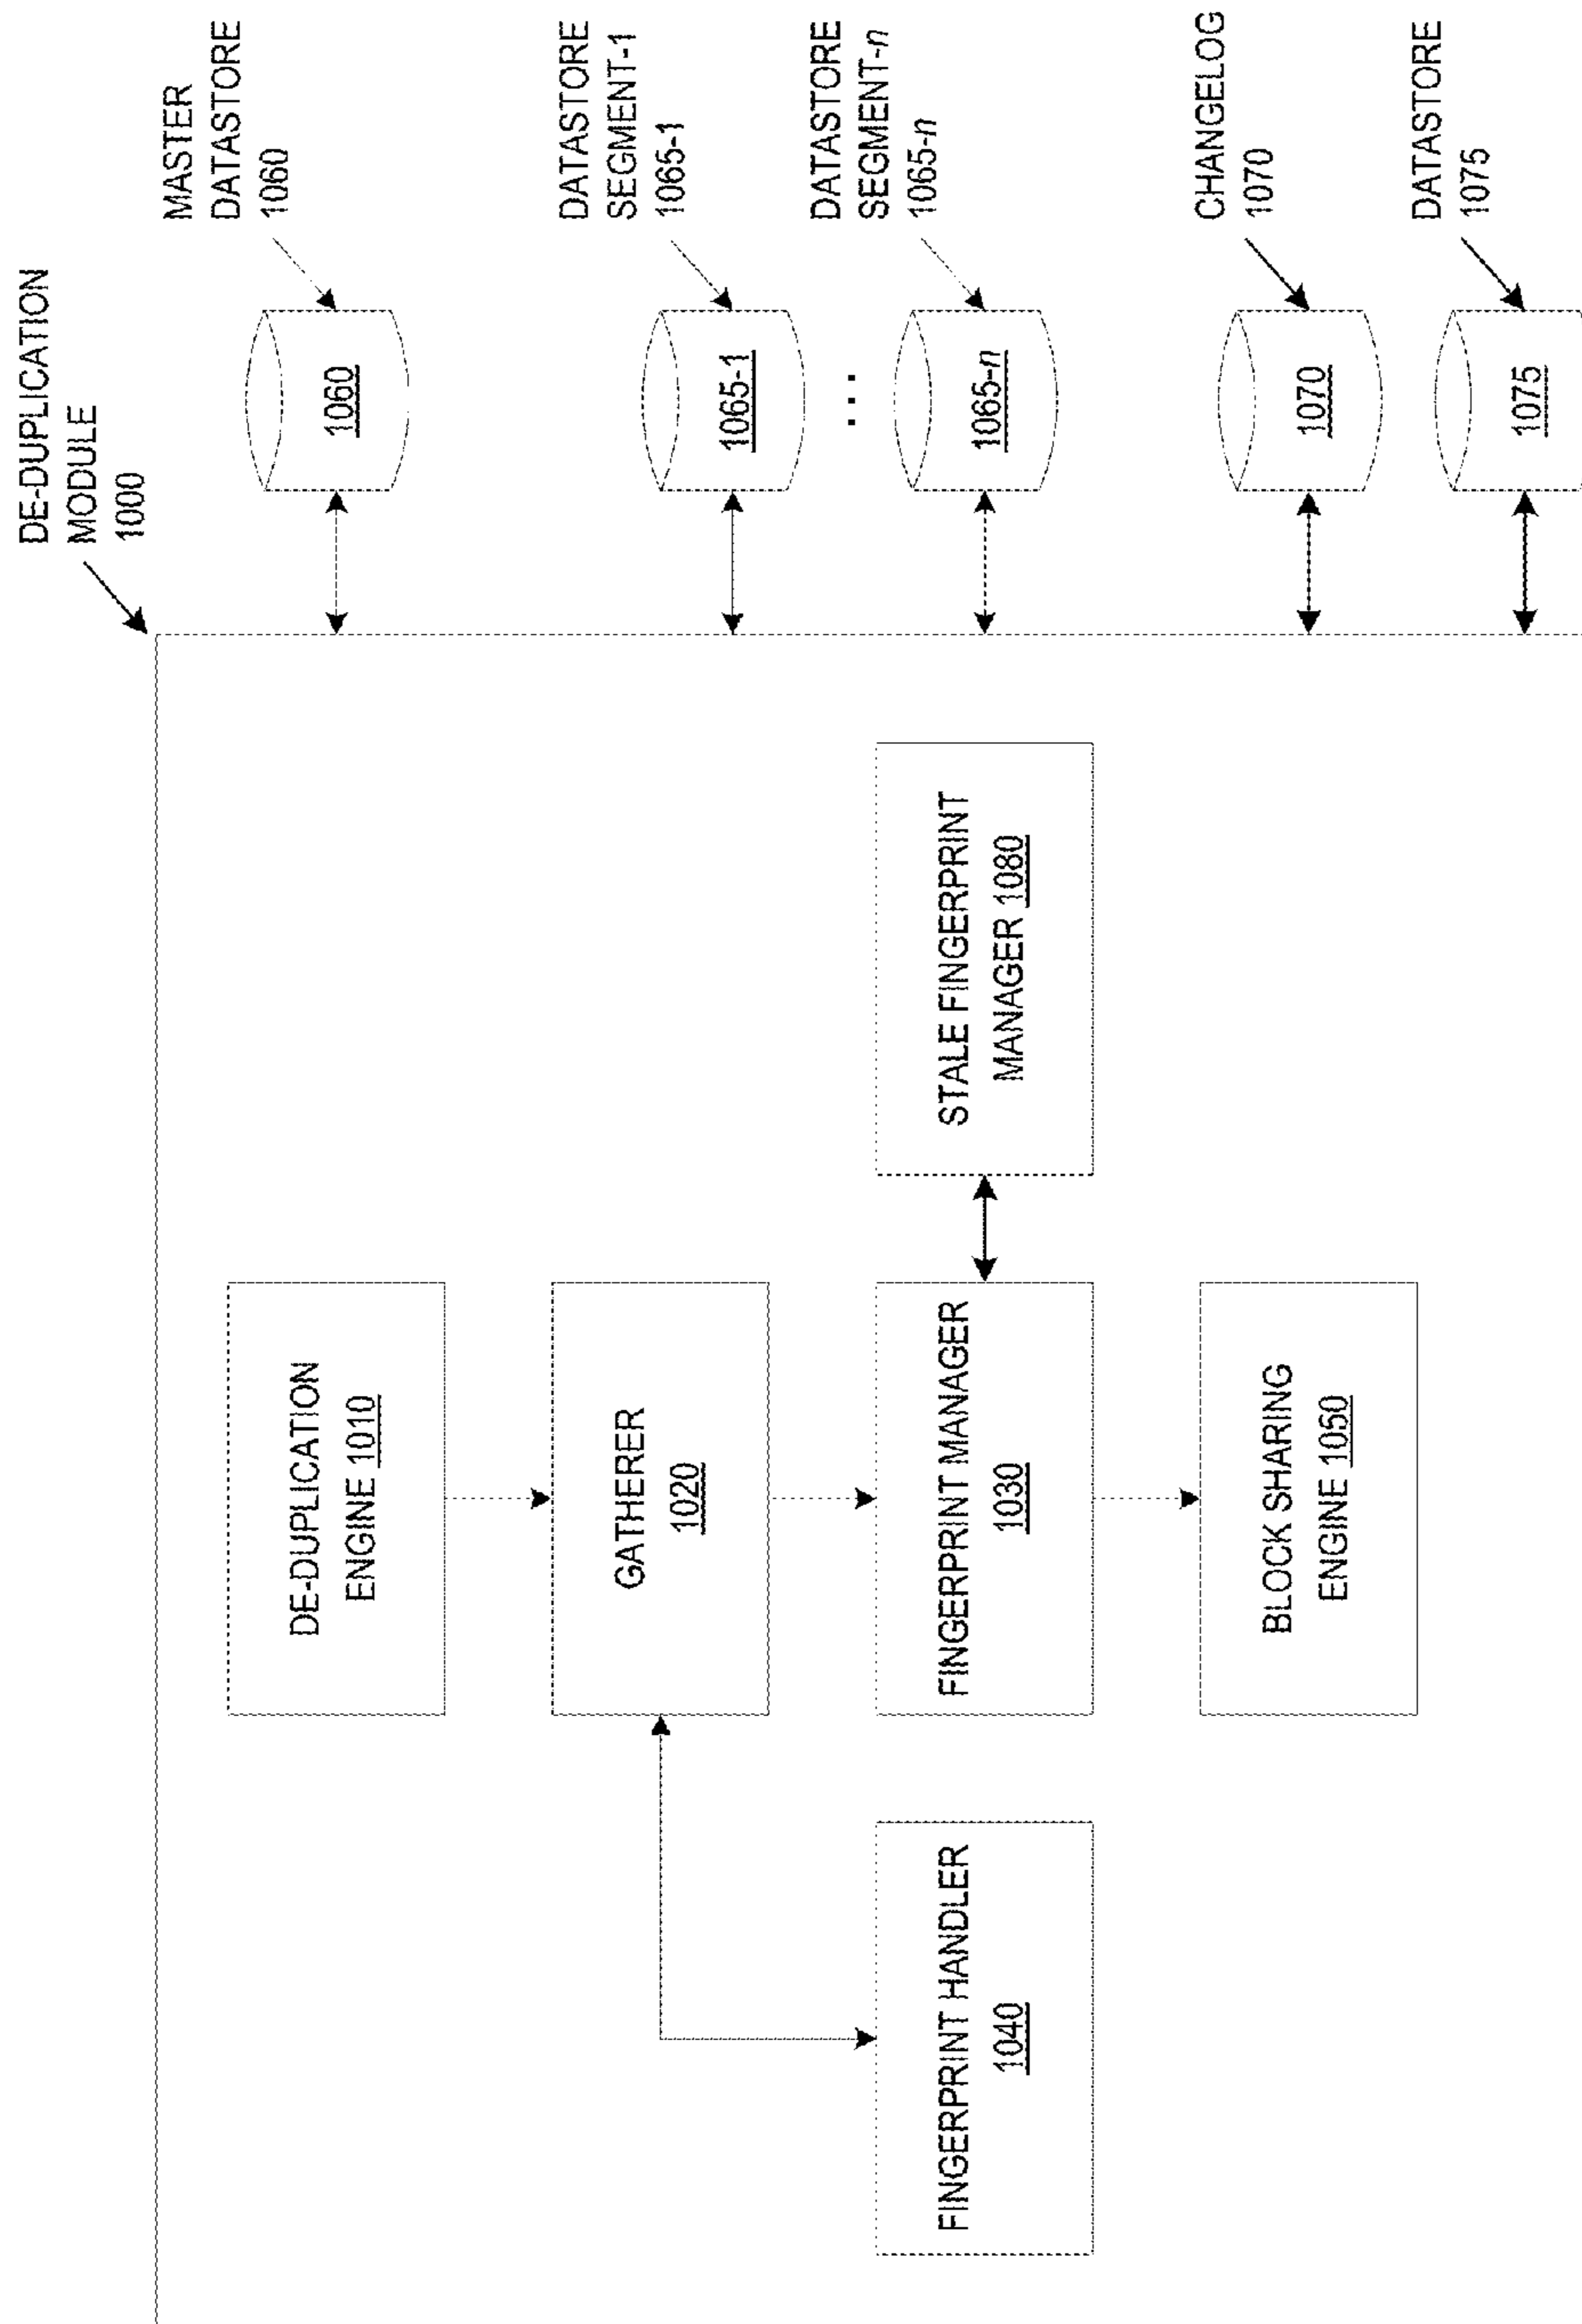 DE-DUPLICATION
MODULE
1000
MASTER
DATASTORE
1060
1060
DATASTORE
SEGMENT-1
1065-1
1065-1
...
DATASTORE
SEGMENT-n
1065-n
1065-n
CHANGELOG
1070
1070
DATASTORE
1075
1075
DE-DUPLICATION
ENGINE 1010
GATHERER
1020
FINGERPRINT MANAGER
1030
STALE FINGERPRINT
MANAGER 1080
FINGERPRINT HANDLER
1040
BLOCK SHARING
ENGINE 1050